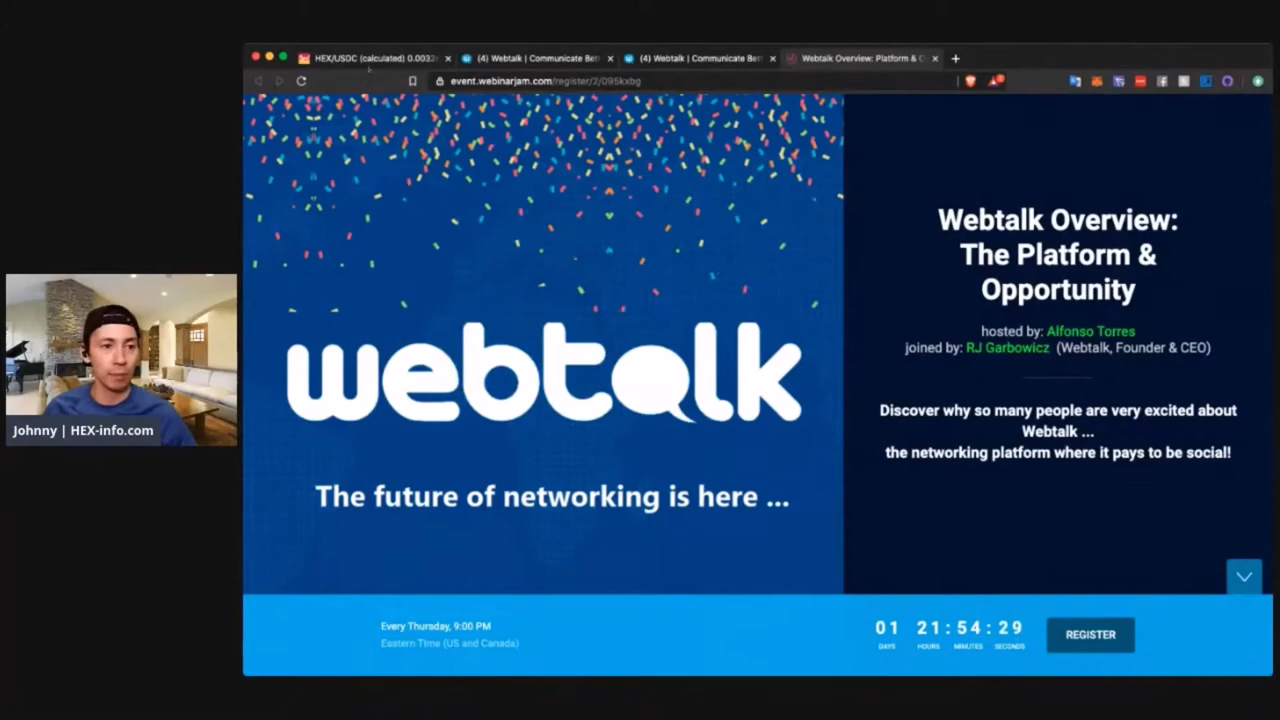 HEX/USDC (calculated) 0.0032
(4) Webtalk | Communicate Bet
(4) Webtalk | Communicate Bet
Webtalk Overview: Platform & O
event.webinarjam.com/register/2/095kxbg
webtalk
The future of networking is here ...
Webtalk Overview:
The Platform &
Opportunity
hosted by: Alfonso Torres
joined by: RJ Garbowicz (Webtalk, Founder & CEO)
Discover why so many people are very excited about
Webtalk ...
the networking platform where it pays to be social!
Johnny | HEX-info.com
Every Thursday, 9:00 PM
Eastern Time (US and Canada)
01 21:54:29
DAYS HOURS MINUTES SECONDS
REGISTER